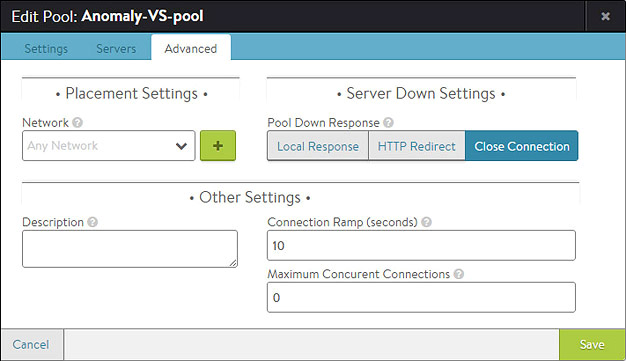 Edit Pool: Anomaly-VS-pool ×
Settings Servers Advanced
• Placement Settings • • Server Down Settings •
Network ? Pool Down Response ?
Any Network + Local Response HTTP Redirect Close Connection
• Other Settings •
Description ? Connection Ramp (seconds) ?
10
Maximum Concurent Connections ?
0
Cancel Save